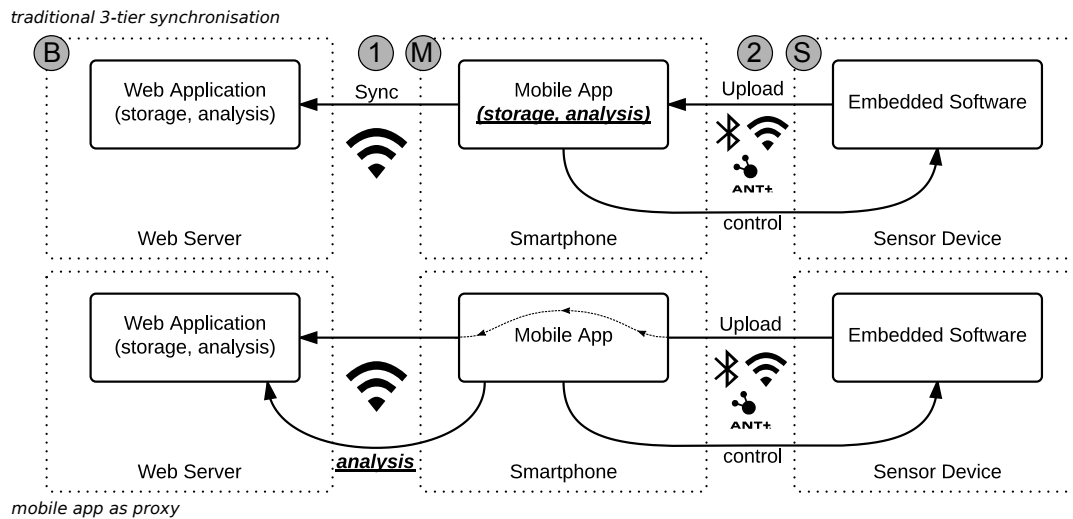 traditional 3-tier synchronisation
B
1
M
2
S
Web Application
(storage, analysis)
Sync
Mobile App
(storage, analysis)
Upload
Embedded Software
ANT+
control
Web Server
Smartphone
Sensor Device
Web Application
(storage, analysis)
Mobile App
Upload
Embedded Software
ANT+
control
analysis
Web Server
Smartphone
Sensor Device
mobile app as proxy